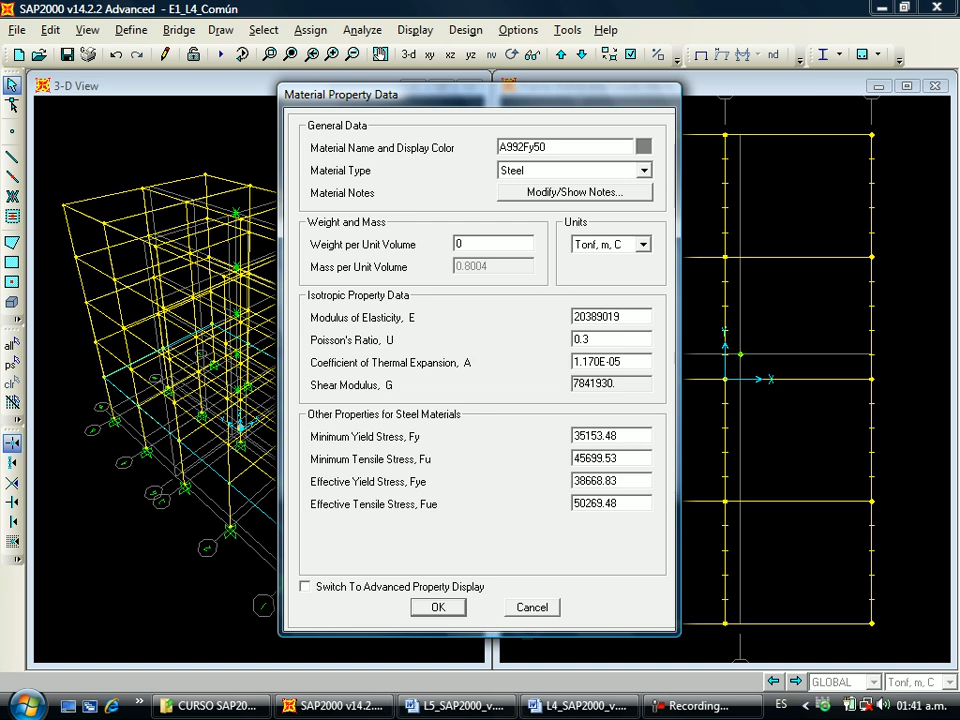 SAP2000 v14.2.2 Advanced - E1_L4_Común
File Edit View Define Bridge Draw Select Assign Analyze Display Design Options Tools Help
3-d xy xz yz nv nd
3-D View
Material Property Data
General Data
Material Name and Display Color A992Fy50
Material Type Steel
Material Notes Modify/Show Notes...
Weight and Mass
Weight per Unit Volume 0
Mass per Unit Volume 0.8004
Units
Tonf, m, C
Isotropic Property Data
Modulus of Elasticity, E 20389019
Poisson's Ratio, U 0.3
Coefficient of Thermal Expansion, A 1.170E-05
Shear Modulus, G 7841930.
Other Properties for Steel Materials
Minimum Yield Stress, Fy 35153.48
Minimum Tensile Stress, Fu 45699.53
Effective Yield Stress, Fye 38668.83
Effective Tensile Stress, Fue 50269.48
Switch To Advanced Property Display
OK Cancel
all
ps
clr
Y
X
GLOBAL Tonf, m, C
CURSO SAP20... SAP2000 v14.2.... L5_SAP2000_v.... L4_SAP2000_v.... Recording... ES 01:41 a.m.